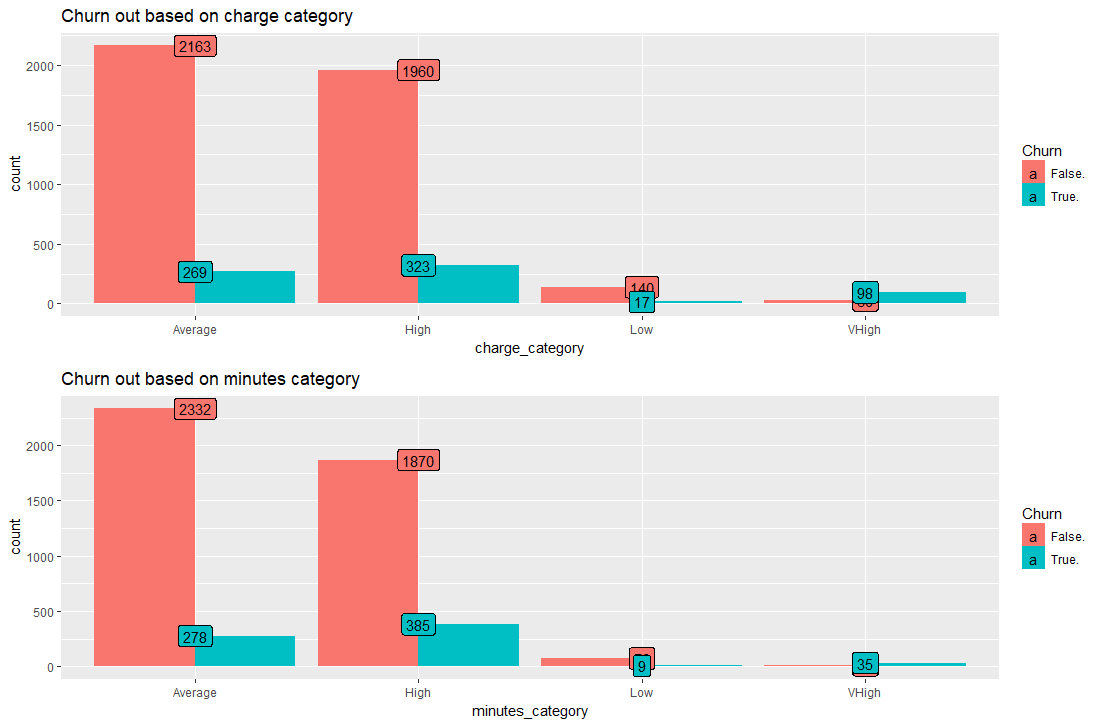 Churn out based on charge category
2163
2000
1960
1500
1000
500
0
count
269
323
140
17
98
Average
High
Low
VHigh
charge_category
Churn
a False.
a True.
Churn out based on minutes category
2332
2000
1870
1500
1000
500
0
count
278
385
9
35
Average
High
Low
VHigh
minutes_category
Churn
a False.
a True.